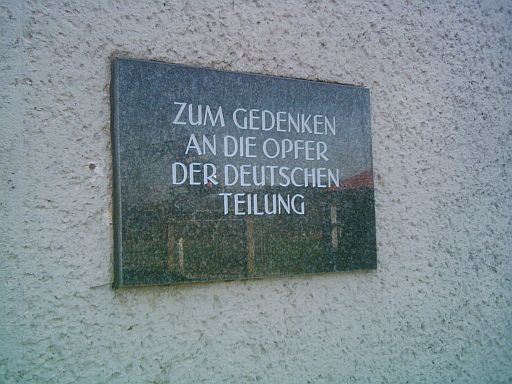 ZUM GEDENKEN
AN DIE OPFER
DER DEUTSCHEN
TEILUNG